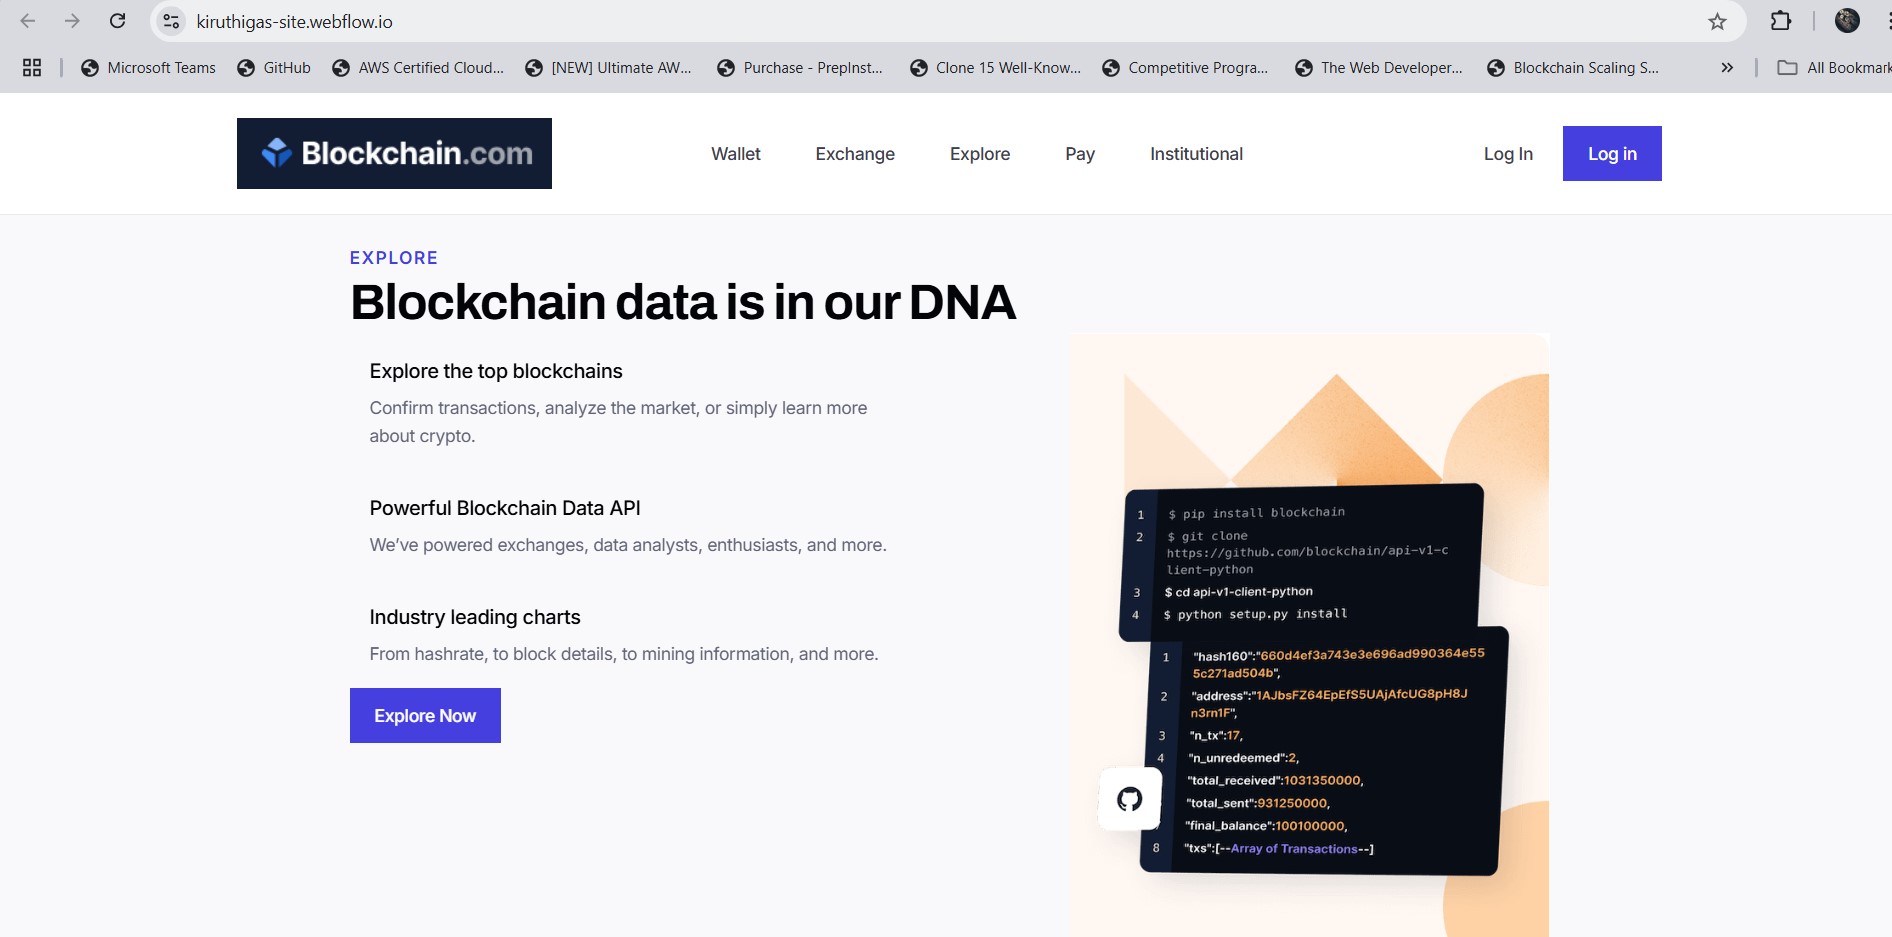 kiruthigas-site.webflow.io
Microsoft Teams
GitHub
AWS Certified Cloud...
[NEW] Ultimate AW...
Purchase - PrepInst...
Clone 15 Well-Know...
Competitive Progra...
The Web Developer...
Blockchain Scaling S...
All Bookmark
Blockchain.com
Wallet
Exchange
Explore
Pay
Institutional
Log In
Log in
EXPLORE
Blockchain data is in our DNA
Explore the top blockchains
Confirm transactions, analyze the market, or simply learn more
about crypto.
Powerful Blockchain Data API
We’ve powered exchanges, data analysts, enthusiasts, and more.
Industry leading charts
From hashrate, to block details, to mining information, and more.
Explore Now
1 $ pip install blockchain
2 $ git clone
https://github.com/blockchain/api-v1-c
lient-python
3 $ cd api-v1-client-python
4 $ python setup.py install
1 "hash160":"660d4ef3a743e3e696ad990364e55
5c271ad504b",
2 "address":"1AJbsFZ64EpEfS5UAjAfcUG8pH8J
n3rn1F",
3 "n_tx":17,
4 "n_unredeemed":2,
"total_received":1031350000,
"total_sent":931250000,
"final_balance":100100000,
8 "txs":[--Array of Transactions--]